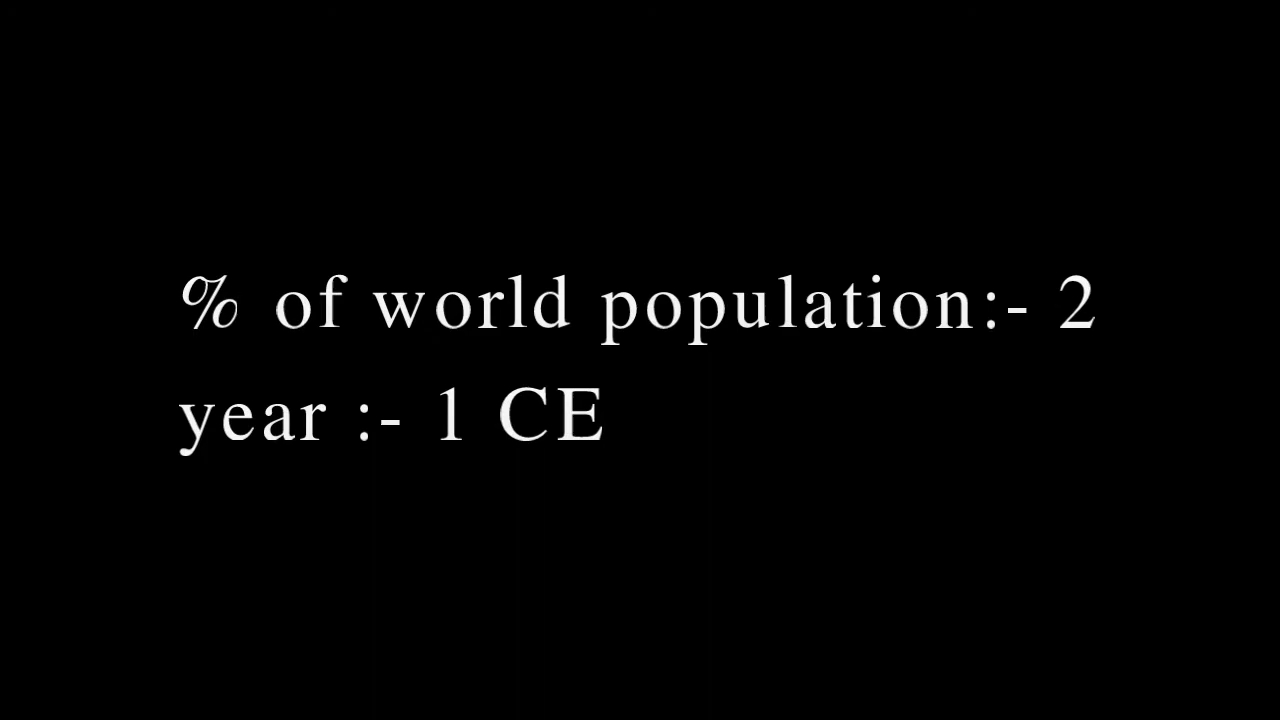 % of world population:- 2
year :- 1 CE